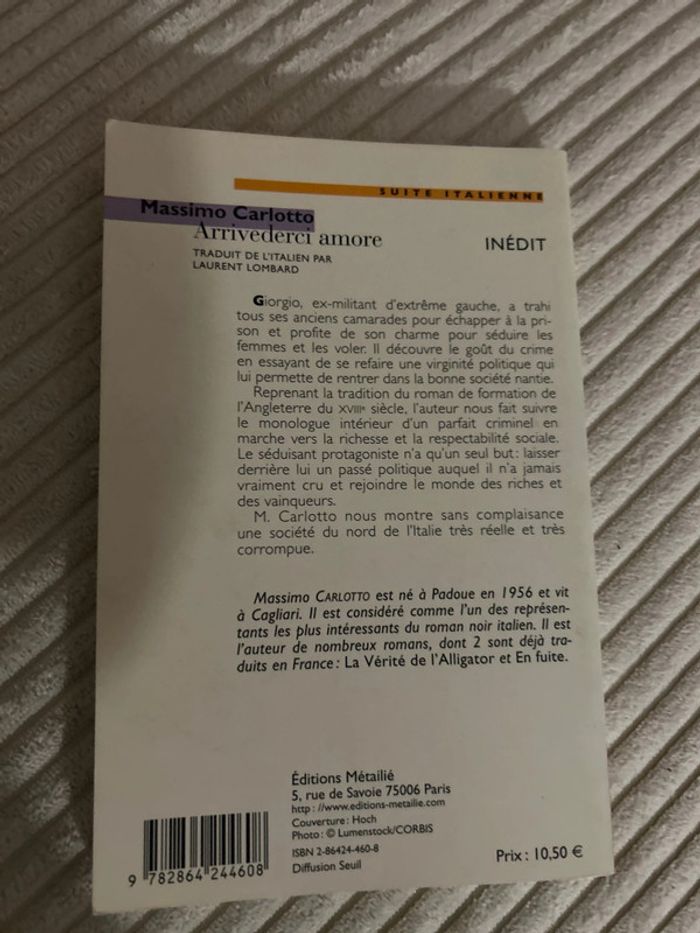 SUITE ITALIENNE
Massimo Carlotto
Arrivederci amore
INÉDIT
TRADUIT DE L'ITALIEN PAR
LAURENT LOMBARD
Giorgio, ex-militant d'extrême gauche, a trahi
tous ses anciens camarades pour échapper à la pri-
son et profite de son charme pour séduire les
femmes et les voler. Il découvre le goût du crime
en essayant de se refaire une virginité politique qui
lui permette de rentrer dans la bonne société nantie.
Reprenant la tradition du roman de formation de
l'Angleterre du XVIIIe siècle, l'auteur nous fait suivre
le monologue intérieur d'un parfait criminel en
marche vers la richesse et la respectabilité sociale.
Le séduisant protagoniste n'a qu'un seul but : laisser
derrière lui un passé politique auquel il n'a jamais
vraiment cru et rejoindre le monde des riches et
des vainqueurs.
M. Carlotto nous montre sans complaisance
une société du nord de l'Italie très réelle et très
corrompue.
Massimo CARLOTTO est né à Padoue en 1956 et vit
à Cagliari. Il est considéré comme l'un des représen-
tants les plus intéressants du roman noir italien. Il est
l'auteur de nombreux romans, dont 2 sont déjà tra-
duits en France : La Vérité de l'Alligator et En fuite.
Éditions Métailié
5, rue de Savoie 75006 Paris
http : //www.editions-metailie.com
Couverture : Hoch
Photo : © Lumenstock/CORBIS
ISBN 2-86424-460-8
Diffusion Seuil
Prix : 10,50 €
9 782864 244608